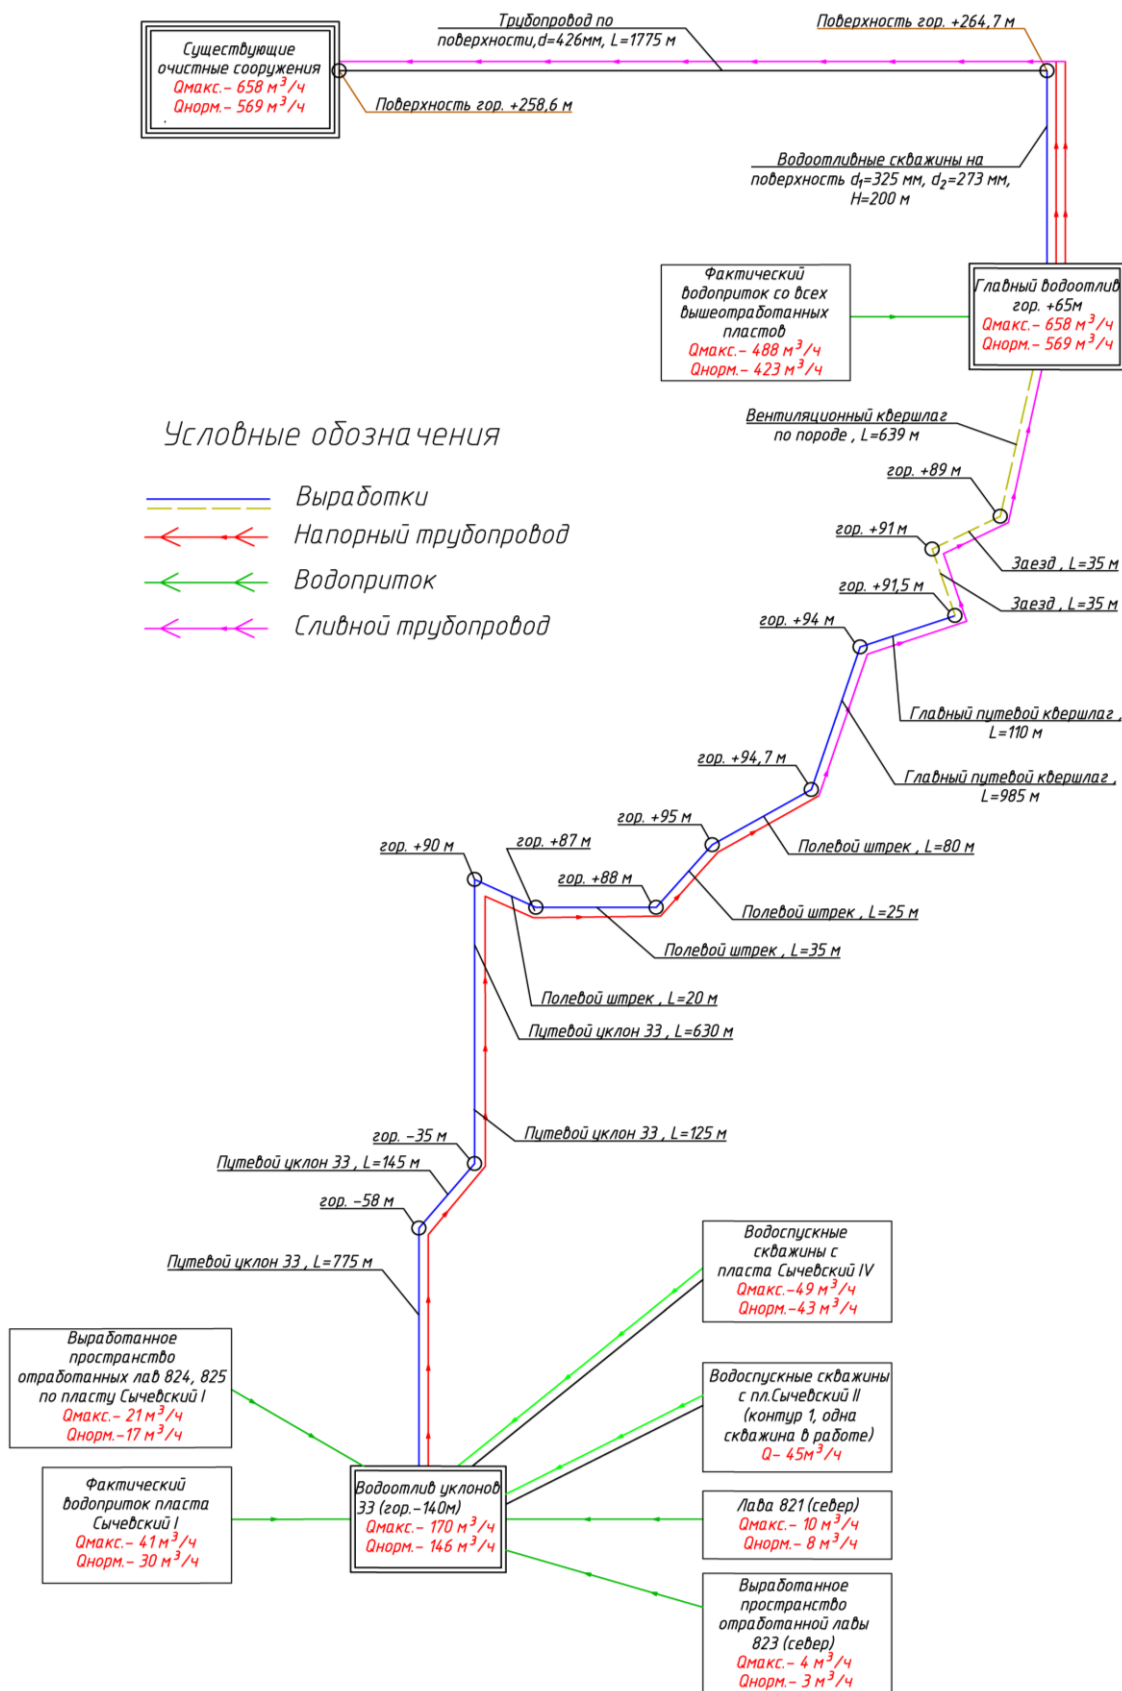 Существующие
очистные сооружения
Qмакс.- 658 м³/ч
Qнорм.- 569 м³/ч
Трубопровод по
поверхности,d=426мм, L=1775 м
Поверхность гор. +264,7 м
Поверхность гор. +258,6 м
Водоотливные скважины на
поверхность d₁=325 мм, d₂=273 мм,
H=200 м
Фактический
водоприток со всех
вышеотработанных
пластов
Qмакс.- 488 м³/ч
Qнорм.- 423 м³/ч
Главный водоотлив
гор. +65м
Qмакс.- 658 м³/ч
Qнорм.- 569 м³/ч
Вентиляционный квершлаг
по породе , L=639 м
Условные обозначения
Выработки
Напорный трубопровод
Водоприток
Сливной трубопровод
гор. +89 м
гор. +91 м
Заезд , L=35 м
гор. +91,5 м
Заезд , L=35 м
гор. +94 м
Главный путевой квершлаг ,
L=110 м
гор. +94,7 м
Главный путевой квершлаг ,
L=985 м
гор. +95 м
гор. +87 м
гор. +90 м
Полевой штрек , L=80 м
гор. +88 м
Полевой штрек , L=25 м
Полевой штрек , L=35 м
Полевой штрек , L=20 м
Путевой уклон 33 , L=630 м
Путевой уклон 33 , L=125 м
гор. -35 м
Путевой уклон 33 , L=145 м
гор. -58 м
Путевой уклон 33 , L=775 м
Водоспускные
скважины с
пласта Сычевский IV
Qмакс.-49 м³/ч
Qнорм.-43 м³/ч
Выработанное
пространство
отработанных лав 824, 825
по пласту Сычевский I
Qмакс.- 21 м³/ч
Qнорм.-17 м³/ч
Водоспускные скважины
с пл.Сычевский II
(контур 1, одна
скважина в работе)
Q- 45м³/ч
Фактический
водоприток пласта
Сычевский I
Qмакс.- 41 м³/ч
Qнорм.- 30 м³/ч
Водоотлив уклонов
33 (гор.-140м)
Qмакс.- 170 м³/ч
Qнорм.- 146 м³/ч
Лава 821 (север)
Qмакс.- 10 м³/ч
Qнорм.- 8 м³/ч
Выработанное
пространство
отработанной лавы
823 (север)
Qмакс.- 4 м³/ч
Qнорм.- 3 м³/ч